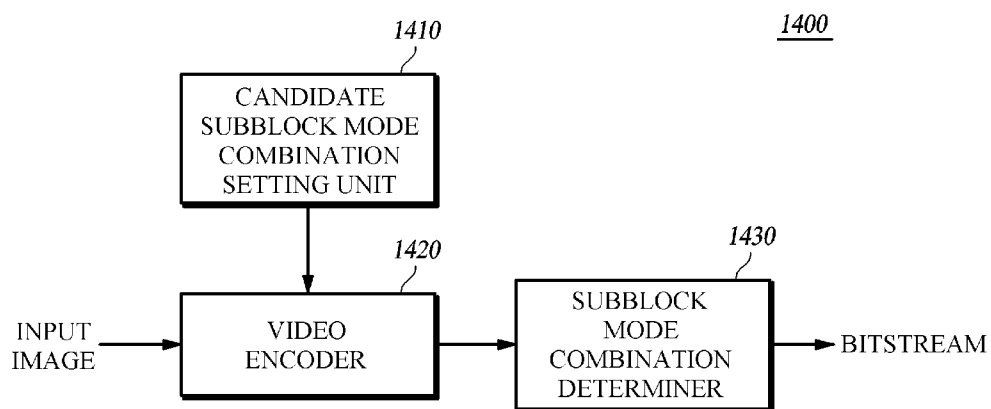 1400
1410
CANDIDATE
SUBBLOCK MODE
COMBINATION
SETTING UNIT
1420
1430
INPUT
IMAGE
VIDEO
ENCODER
SUBBLOCK
MODE
COMBINATION
DETERMINER
BITSTREAM